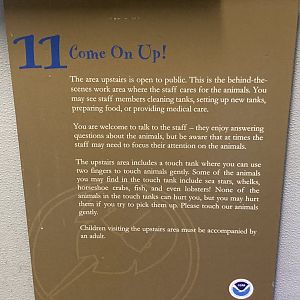 11 Come On Up!
The area upstairs is open to public. This is the behind-the-
scenes work area where the staff cares for the animals. You
may see staff members cleaning tanks, setting up new tanks,
preparing food, or providing medical care.
You are welcome to talk to the staff – they enjoy answering
questions about the animals, but be aware that at times the
staff may need to focus their attention on the animals.
The upstairs area includes a touch tank where you can use
two fingers to touch animals gently. Some of the animals
you may find in the touch tank include sea stars, whelks,
horseshoe crabs, fish, and even lobsters! None of the
animals in the touch tanks can hurt you, but you may hurt
them if you try to pick them up. Please touch our animals
gently.
Children visiting the upstairs area must be accompanied by
an adult.